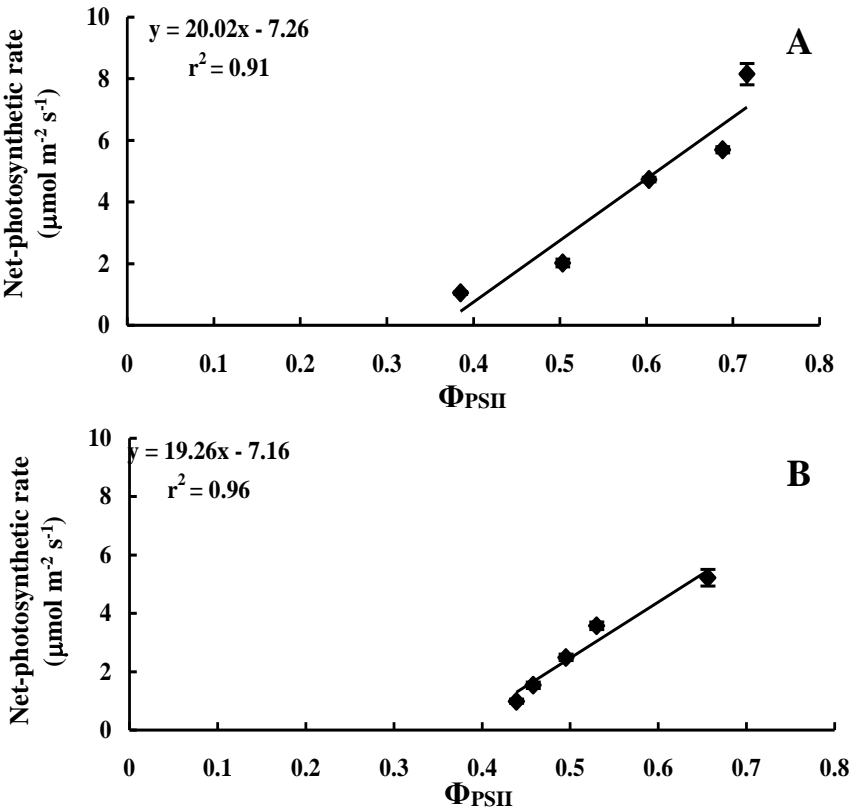 10
y = 20.02x - 7.26
r² = 0.91
A
8
6
4
2
0
Net-photosynthetic rate
(µmol m⁻² s⁻¹)
0 0.1 0.2 0.3 0.4 0.5 0.6 0.7 0.8
ΦPSII
10
y = 19.26x - 7.16
r² = 0.96
B
8
6
4
2
0
Net-photosynthetic rate
(µmol m⁻² s⁻¹)
0 0.1 0.2 0.3 0.4 0.5 0.6 0.7 0.8
ΦPSII